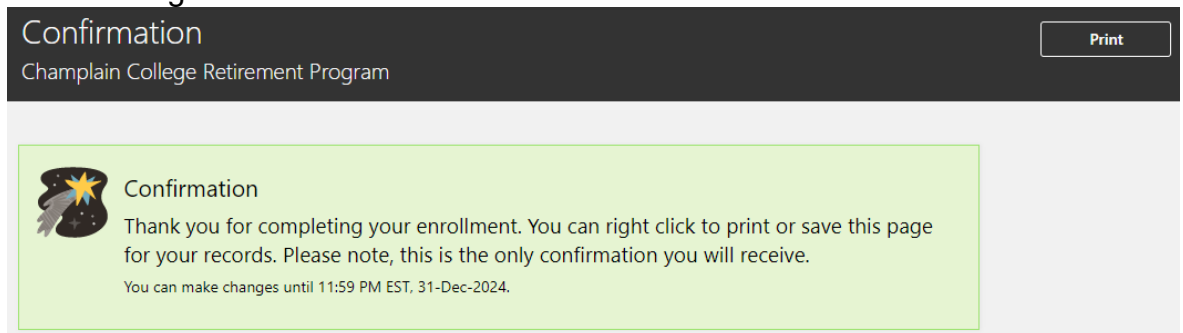 Confirmation
Print
Champlain College Retirement Program
Confirmation
Thank you for completing your enrollment. You can right click to print or save this page
for your records. Please note, this is the only confirmation you will receive.
You can make changes until 11:59 PM EST, 31-Dec-2024.